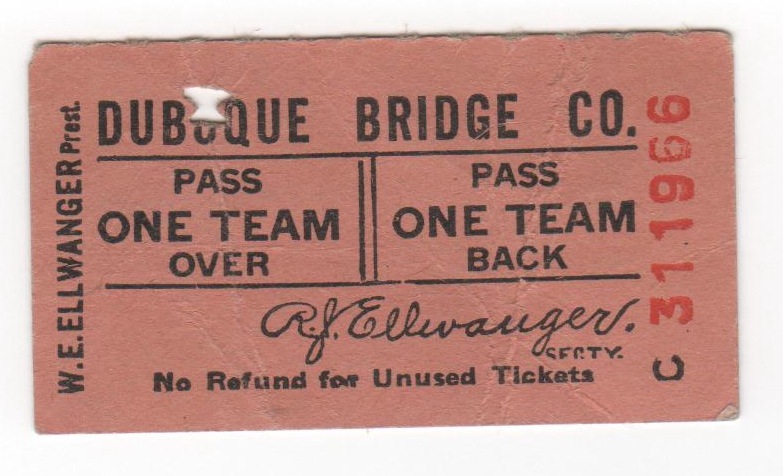 DUBUQUE BRIDGE CO.
PASS
ONE TEAM
OVER
PASS
ONE TEAM
BACK
R.J. Ellwanger.
SECTY.
No Refund for Unused Tickets
W.E. ELLWANGER Prest.
C 311966